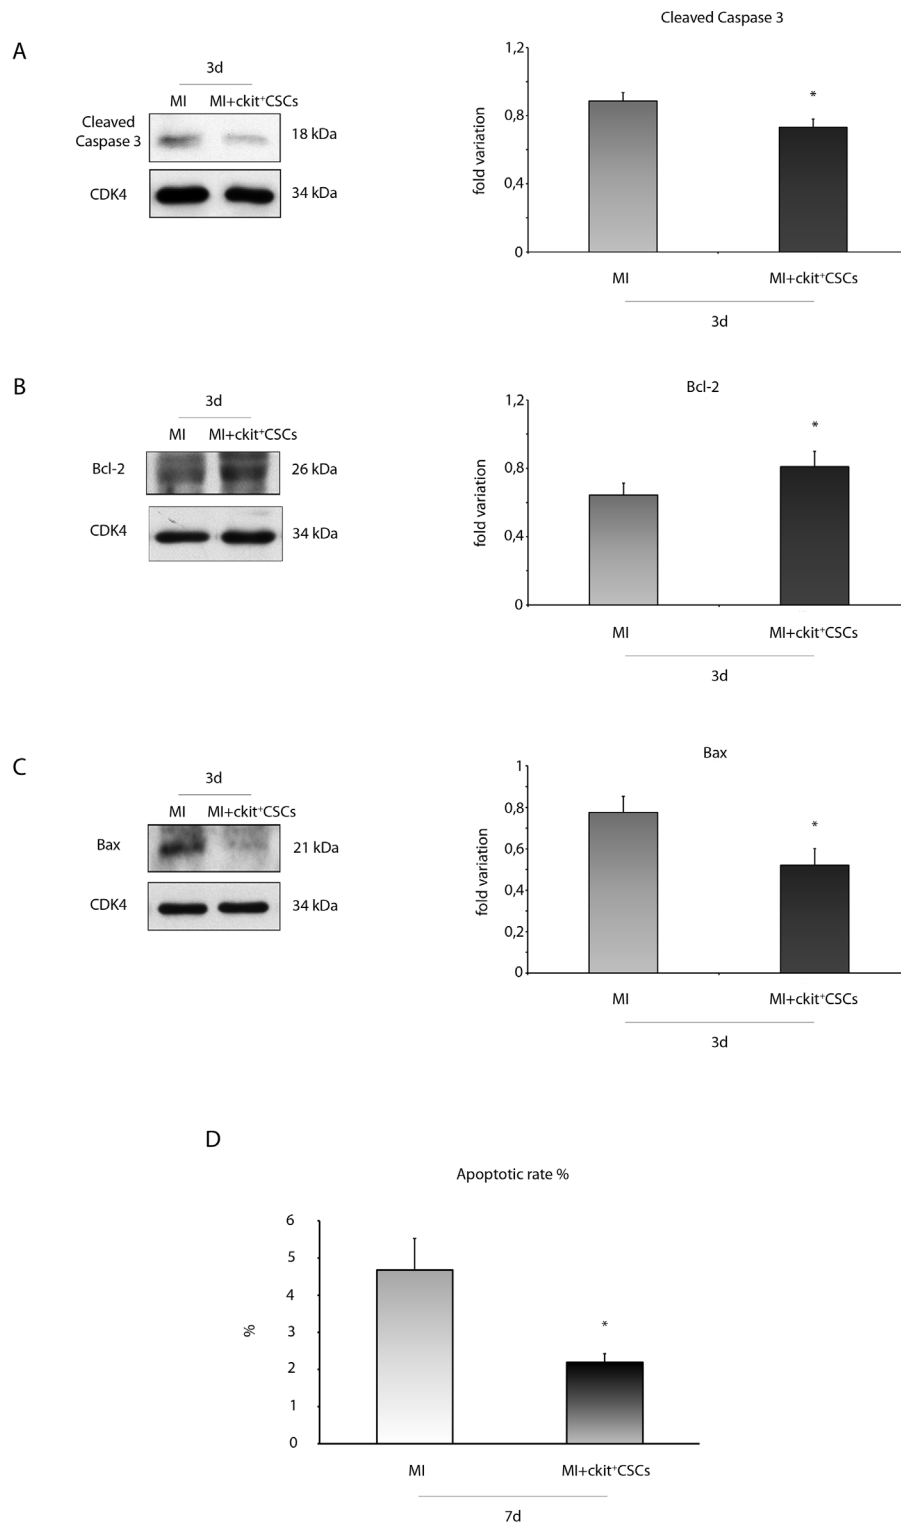 A
3d
MI MI+ckit⁺CSCs
Cleaved
Caspase 3
18 kDa
CDK4
34 kDa
Cleaved Caspase 3
fold variation
1,2
0,8
*
0,4
0
MI MI+ckit⁺CSCs
3d
B
3d
MI MI+ckit⁺CSCs
Bcl-2
26 kDa
CDK4
34 kDa
Bcl-2
fold variation
1,2
*
0,8
0,4
0
MI MI+ckit⁺CSCs
3d
C
3d
MI MI+ckit⁺CSCs
Bax
21 kDa
CDK4
34 kDa
Bax
fold variation
1
0,8
*
0,6
0,4
0,2
0
MI MI+ckit⁺CSCs
3d
D
Apoptotic rate %
%
6
5
4
3
*
2
1
0
MI MI+ckit⁺CSCs
7d